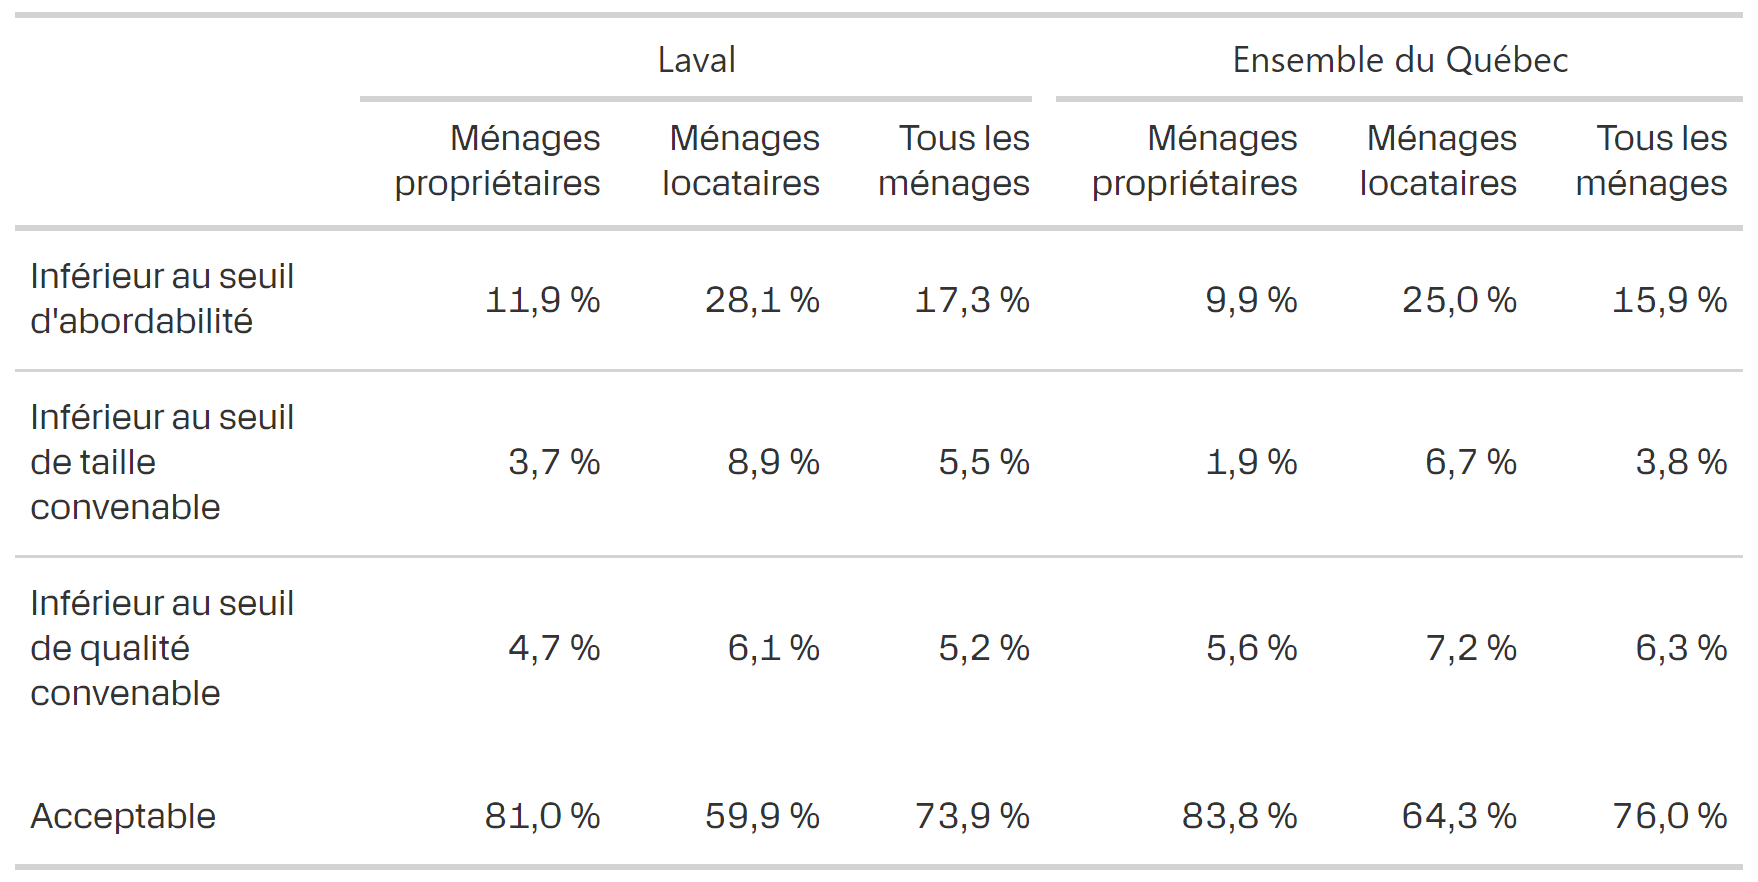 Laval Ensemble du Québec
Ménages Ménages Tous les Ménages Ménages Tous les
propriétaires locataires ménages propriétaires locataires ménages
Inférieur au seuil
d'abordabilité
11,9 % 28,1 % 17,3 % 9,9 % 25,0 % 15,9 %
Inférieur au seuil
de taille
convenable
3,7 % 8,9 % 5,5 % 1,9 % 6,7 % 3,8 %
Inférieur au seuil
de qualité
convenable
4,7 % 6,1 % 5,2 % 5,6 % 7,2 % 6,3 %
Acceptable 81,0 % 59,9 % 73,9 % 83,8 % 64,3 % 76,0 %